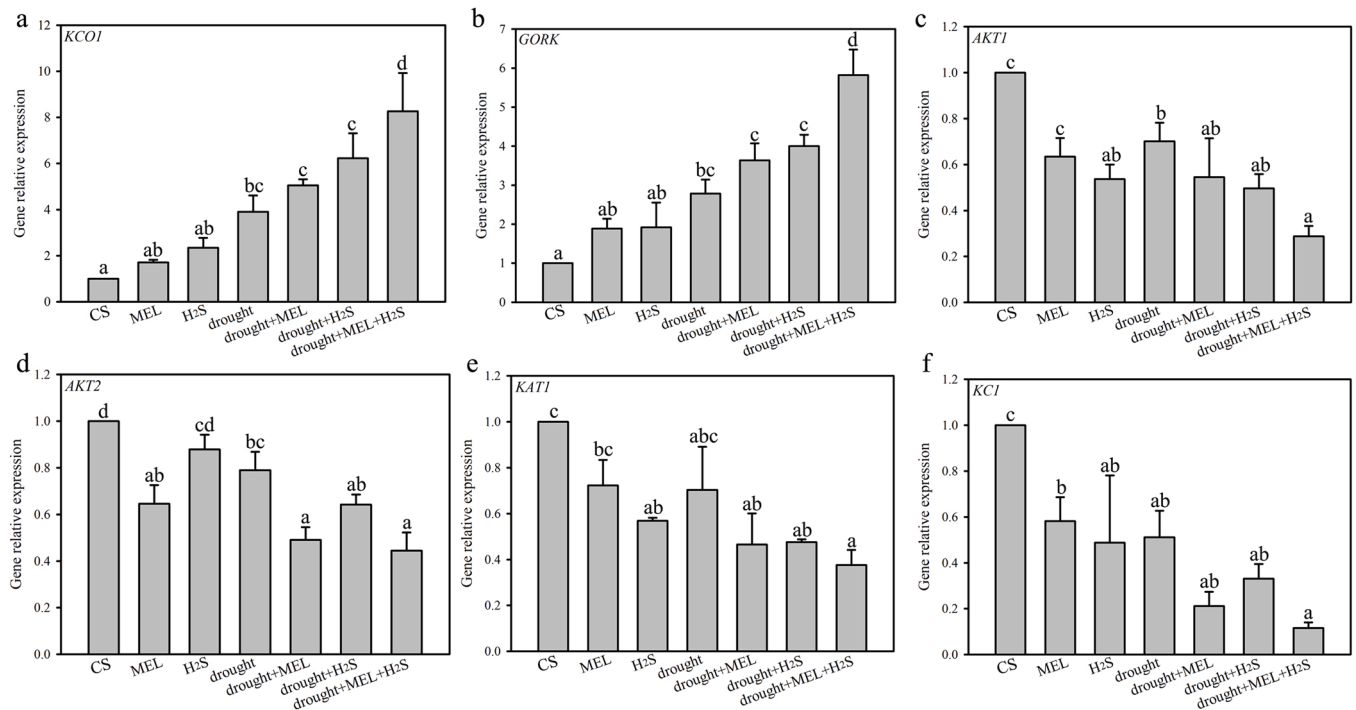 a
KCO1
Gene relative expression
12
10
8
6
4
2
0
a
ab
ab
bc
c
c
d
CS
MEL
H2S
drought
drought+MEL
drought+H2S
drought+MEL+H2S
b
GORK
Gene relative expression
7
6
5
4
3
2
1
0
a
ab
ab
bc
c
c
d
CS
MEL
H2S
drought
drought+MEL
drought+H2S
drought+MEL+H2S
c
AKT1
Gene relative expression
1.2
1.0
0.8
0.6
0.4
0.2
0.0
c
c
ab
b
ab
ab
a
CS
MEL
H2S
drought
drought+MEL
drought+H2S
drought+MEL+H2S
d
AKT2
Gene relative expression
1.2
1.0
0.8
0.6
0.4
0.2
0.0
d
ab
cd
bc
a
ab
a
CS
MEL
H2S
drought
drought+MEL
drought+H2S
drought+MEL+H2S
e
KAT1
Gene relative expression
1.2
1.0
0.8
0.6
0.4
0.2
0.0
c
bc
ab
abc
ab
ab
a
CS
MEL
H2S
drought
drought+MEL
drought+H2S
drought+MEL+H2S
f
KC1
Gene relative expression
1.2
1.0
0.8
0.6
0.4
0.2
0.0
c
b
ab
ab
ab
ab
a
CS
MEL
H2S
drought
drought+MEL
drought+H2S
drought+MEL+H2S